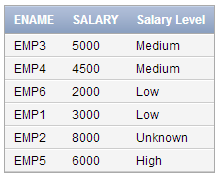 ENAME SALARY Salary Level
EMP3 5000 Medium
EMP4 4500 Medium
EMP6 2000 Low
EMP1 3000 Low
EMP2 8000 Unknown
EMP5 6000 High